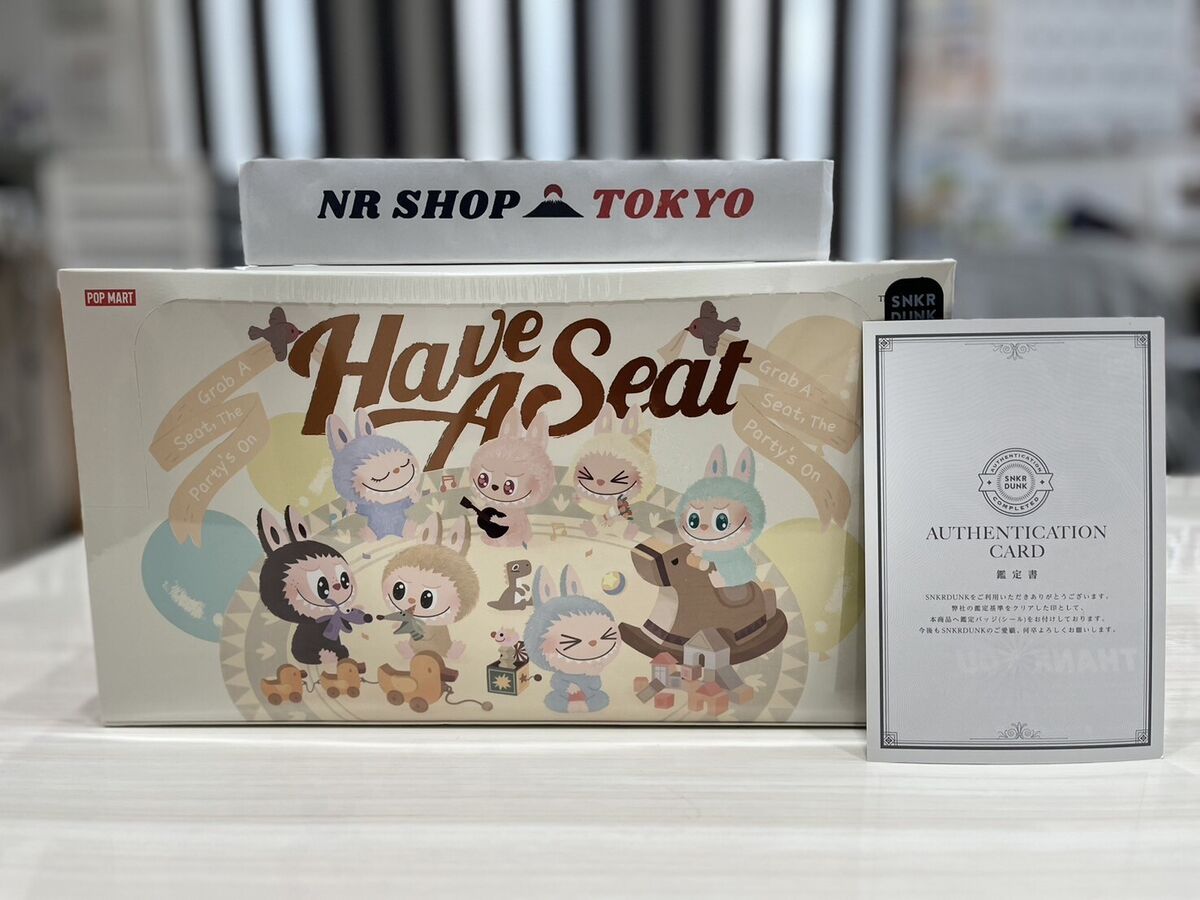 NR SHOP TOKYO
POP MART
SNKR
DUNK
Have
A Seat
Grab A
Seat, The
Party's On
Grab A
Seat, The
Party's On
AUTHENTICATION
SNKR
DUNK
COMPLETED
AUTHENTICATION
CARD
鑑定書
SNKRDUNKをご利用いただきありがとうございます。
弊社の鑑定基準をクリアした印として、
本商品へ鑑定バッジ(シール)をお付けしております。
今後もSNKRDUNKのご愛顧、何卒よろしくお願いします。